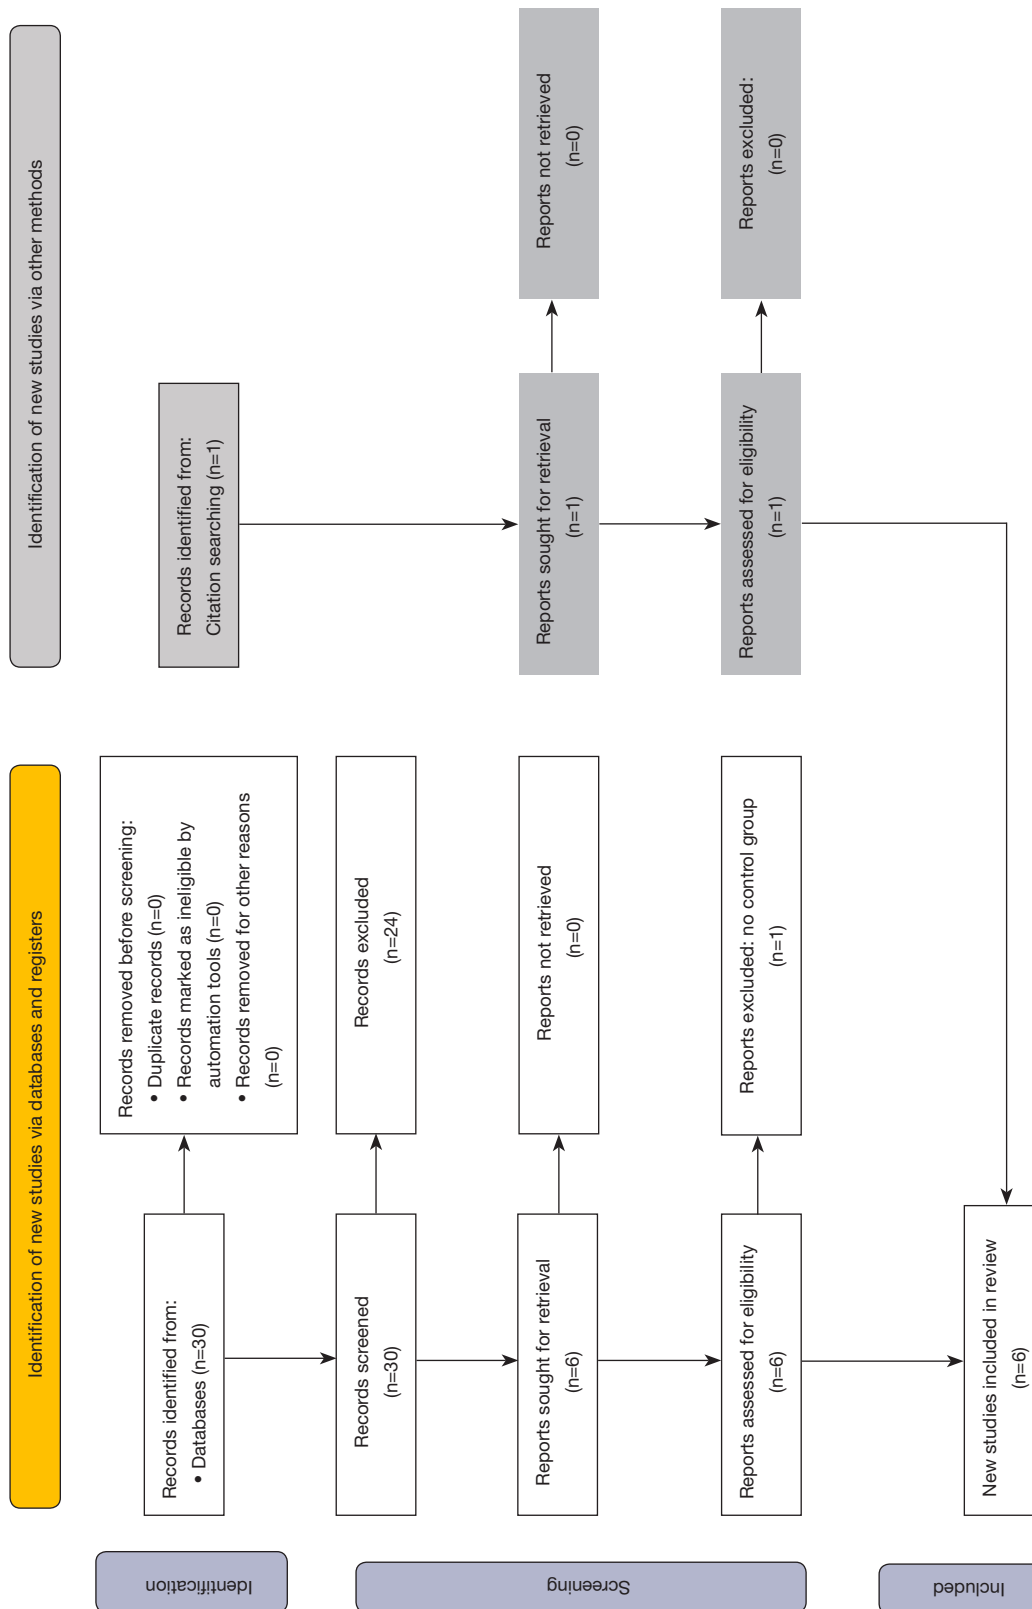 Identification of new studies via databases and registers
Identification of new studies via other methods
Identification
Records identified from:
• Databases (n=30)
Records removed before screening:
• Duplicate records (n=0)
• Records marked as ineligible by
automation tools (n=0)
• Records removed for other reasons
(n=0)
Records identified from:
Citation searching (n=1)
Screening
Records screened
(n=30)
Records excluded
(n=24)
Reports sought for retrieval
(n=6)
Reports not retrieved
(n=0)
Reports sought for retrieval
(n=1)
Reports not retrieved
(n=0)
Reports assessed for eligibility
(n=6)
Reports excluded: no control group
(n=1)
Reports assessed for eligibility
(n=1)
Reports excluded:
(n=0)
Included
New studies included in review
(n=6)